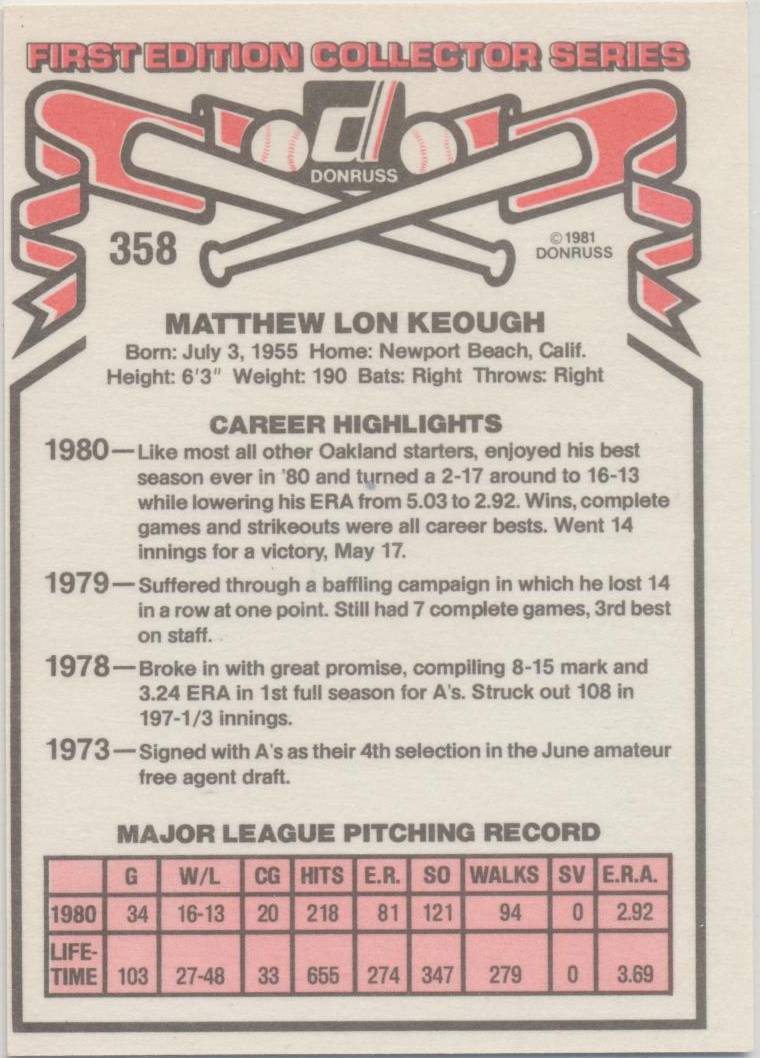 FIRST EDITION COLLECTOR SERIES
d
DONRUSS
358
©1981
DONRUSS
MATTHEW LON KEOUGH
Born: July 3, 1955 Home: Newport Beach, Calif.
Height: 6'3" Weight: 190 Bats: Right Throws: Right
CAREER HIGHLIGHTS
1980—Like most all other Oakland starters, enjoyed his best
season ever in '80 and turned a 2-17 around to 16-13
while lowering his ERA from 5.03 to 2.92. Wins, complete
games and strikeouts were all career bests. Went 14
innings for a victory, May 17.
1979—Suffered through a baffling campaign in which he lost 14
in a row at one point. Still had 7 complete games, 3rd best
on staff.
1978—Broke in with great promise, compiling 8-15 mark and
3.24 ERA in 1st full season for A's. Struck out 108 in
197-1/3 innings.
1973—Signed with A's as their 4th selection in the June amateur
free agent draft.
MAJOR LEAGUE PITCHING RECORD
G W/L CG HITS E.R. SO WALKS SV E.R.A.
1980 34 16-13 20 218 81 121 94 0 2.92
LIFE-
TIME 103 27-48 33 655 274 347 279 0 3.69